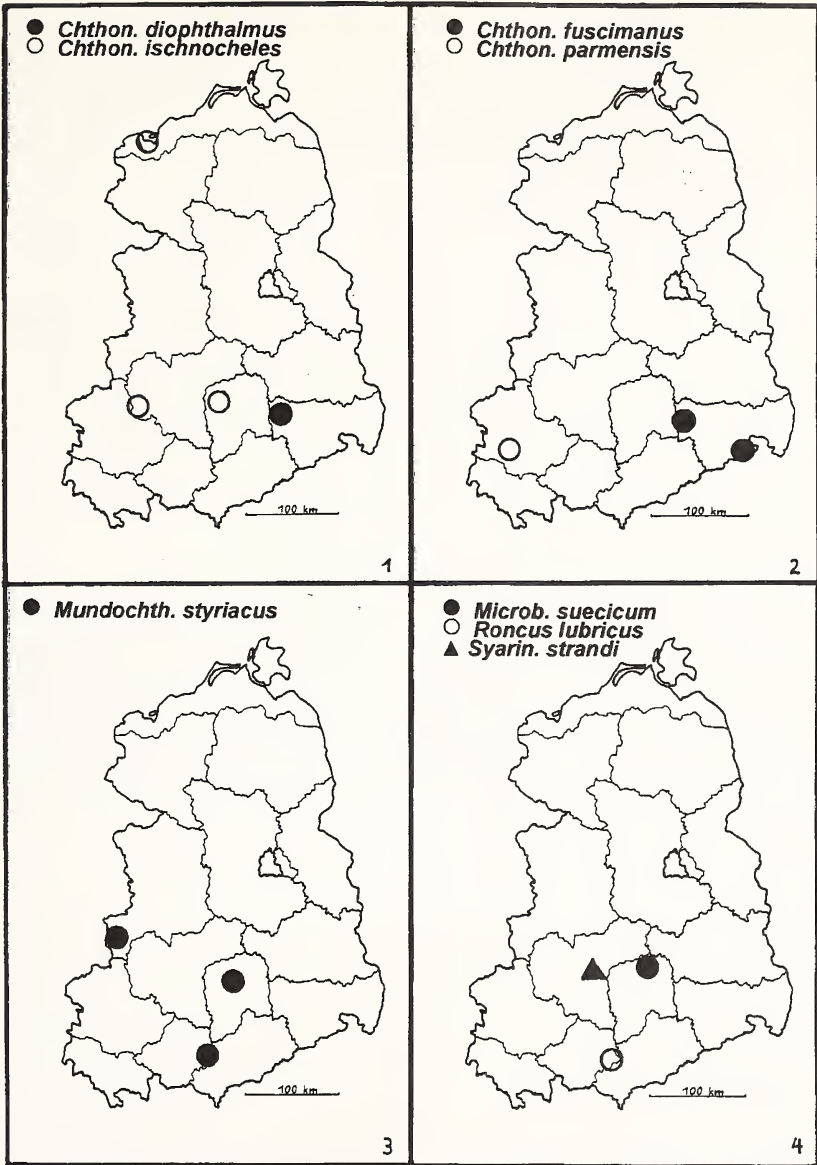 Chthon. diophthalmus
Chthon. ischnocheles
100 km
1
Chthon. fuscimanus
Chthon. parmensis
100 km
2
Mundochth. styriacus
100 km
3
Microb. suecicum
Roncus lubricus
Syarin. strandi
100 km
4